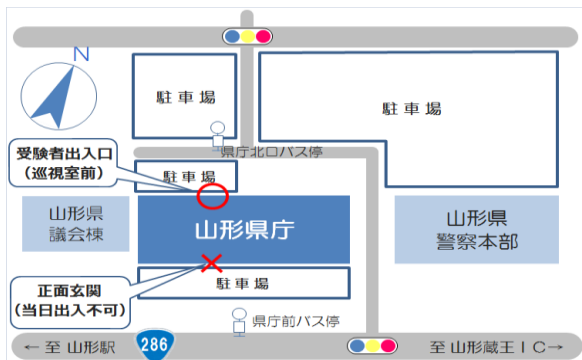 N
駐車場
駐車場
県庁北口バス停
受験者出入口
(巡視室前)
駐車場
山形県
議会棟
山形県庁
山形県
警察本部
正面玄関
(当日出入不可)
駐車場
県庁前バス停
← 至 山形駅
286
至 山形蔵王IC→